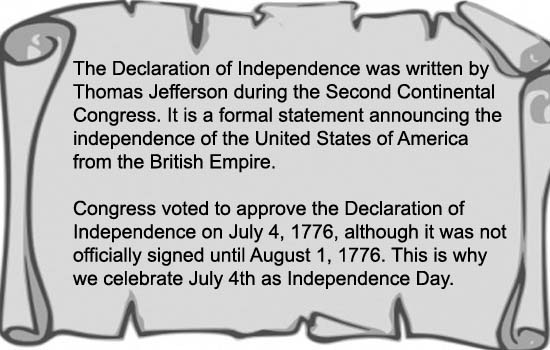 The Declaration of Independence was written by
Thomas Jefferson during the Second Continental
Congress. It is a formal statement announcing the
independence of the United States of America
from the British Empire.
Congress voted to approve the Declaration of
Independence on July 4, 1776, although it was not
officially signed until August 1, 1776. This is why
we celebrate July 4th as Independence Day.